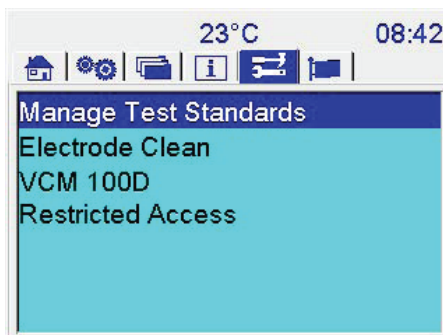 23°C 08:42
i
Manage Test Standards
Electrode Clean
VCM 100D
Restricted Access